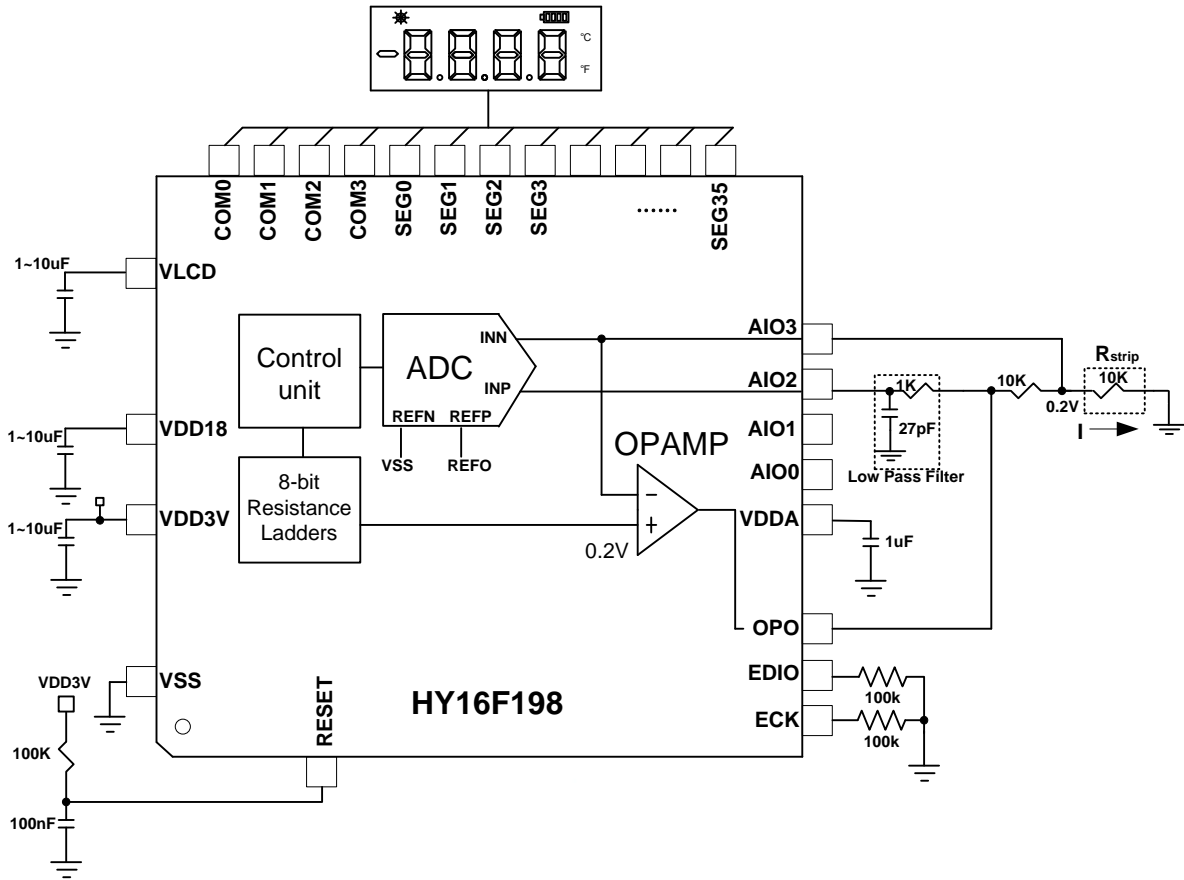 °C
°F
COM0
COM1
COM2
COM3
SEG0
SEG1
SEG2
SEG3
......
SEG35
1~10uF
VLCD
1~10uF
VDD18
1~10uF
VDD3V
VSS
VDD3V
100K
100nF
RESET
Control
unit
8-bit
Resistance
Ladders
ADC
INN
INP
REFN
REFP
VSS
REFO
OPAMP
−
+
0.2V
HY16F198
AIO3
AIO2
AIO1
AIO0
VDDA
OPO
EDIO
ECK
1K
27pF
Low Pass Filter
10K
0.2V
Rstrip
10K
I
1uF
100k
100k